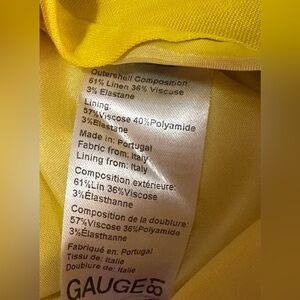 Outershell Composition:
61% Linen 36% Viscose
3% Elastane
Lining:
57%Viscose 40%Polyamide
3%Elastane
Made in: Portugal
Fabric from: Italy
Lining from: Italy
Composition extérieure:
61%Lin 36%Viscose
3%Élasthanne
Composition de la doublure:
57%Viscose 36%Polyamide
3%Élasthanne
Fabriqué en: Portugal
Tissu de: Italie
Doublure de: Italie
GAUGE81